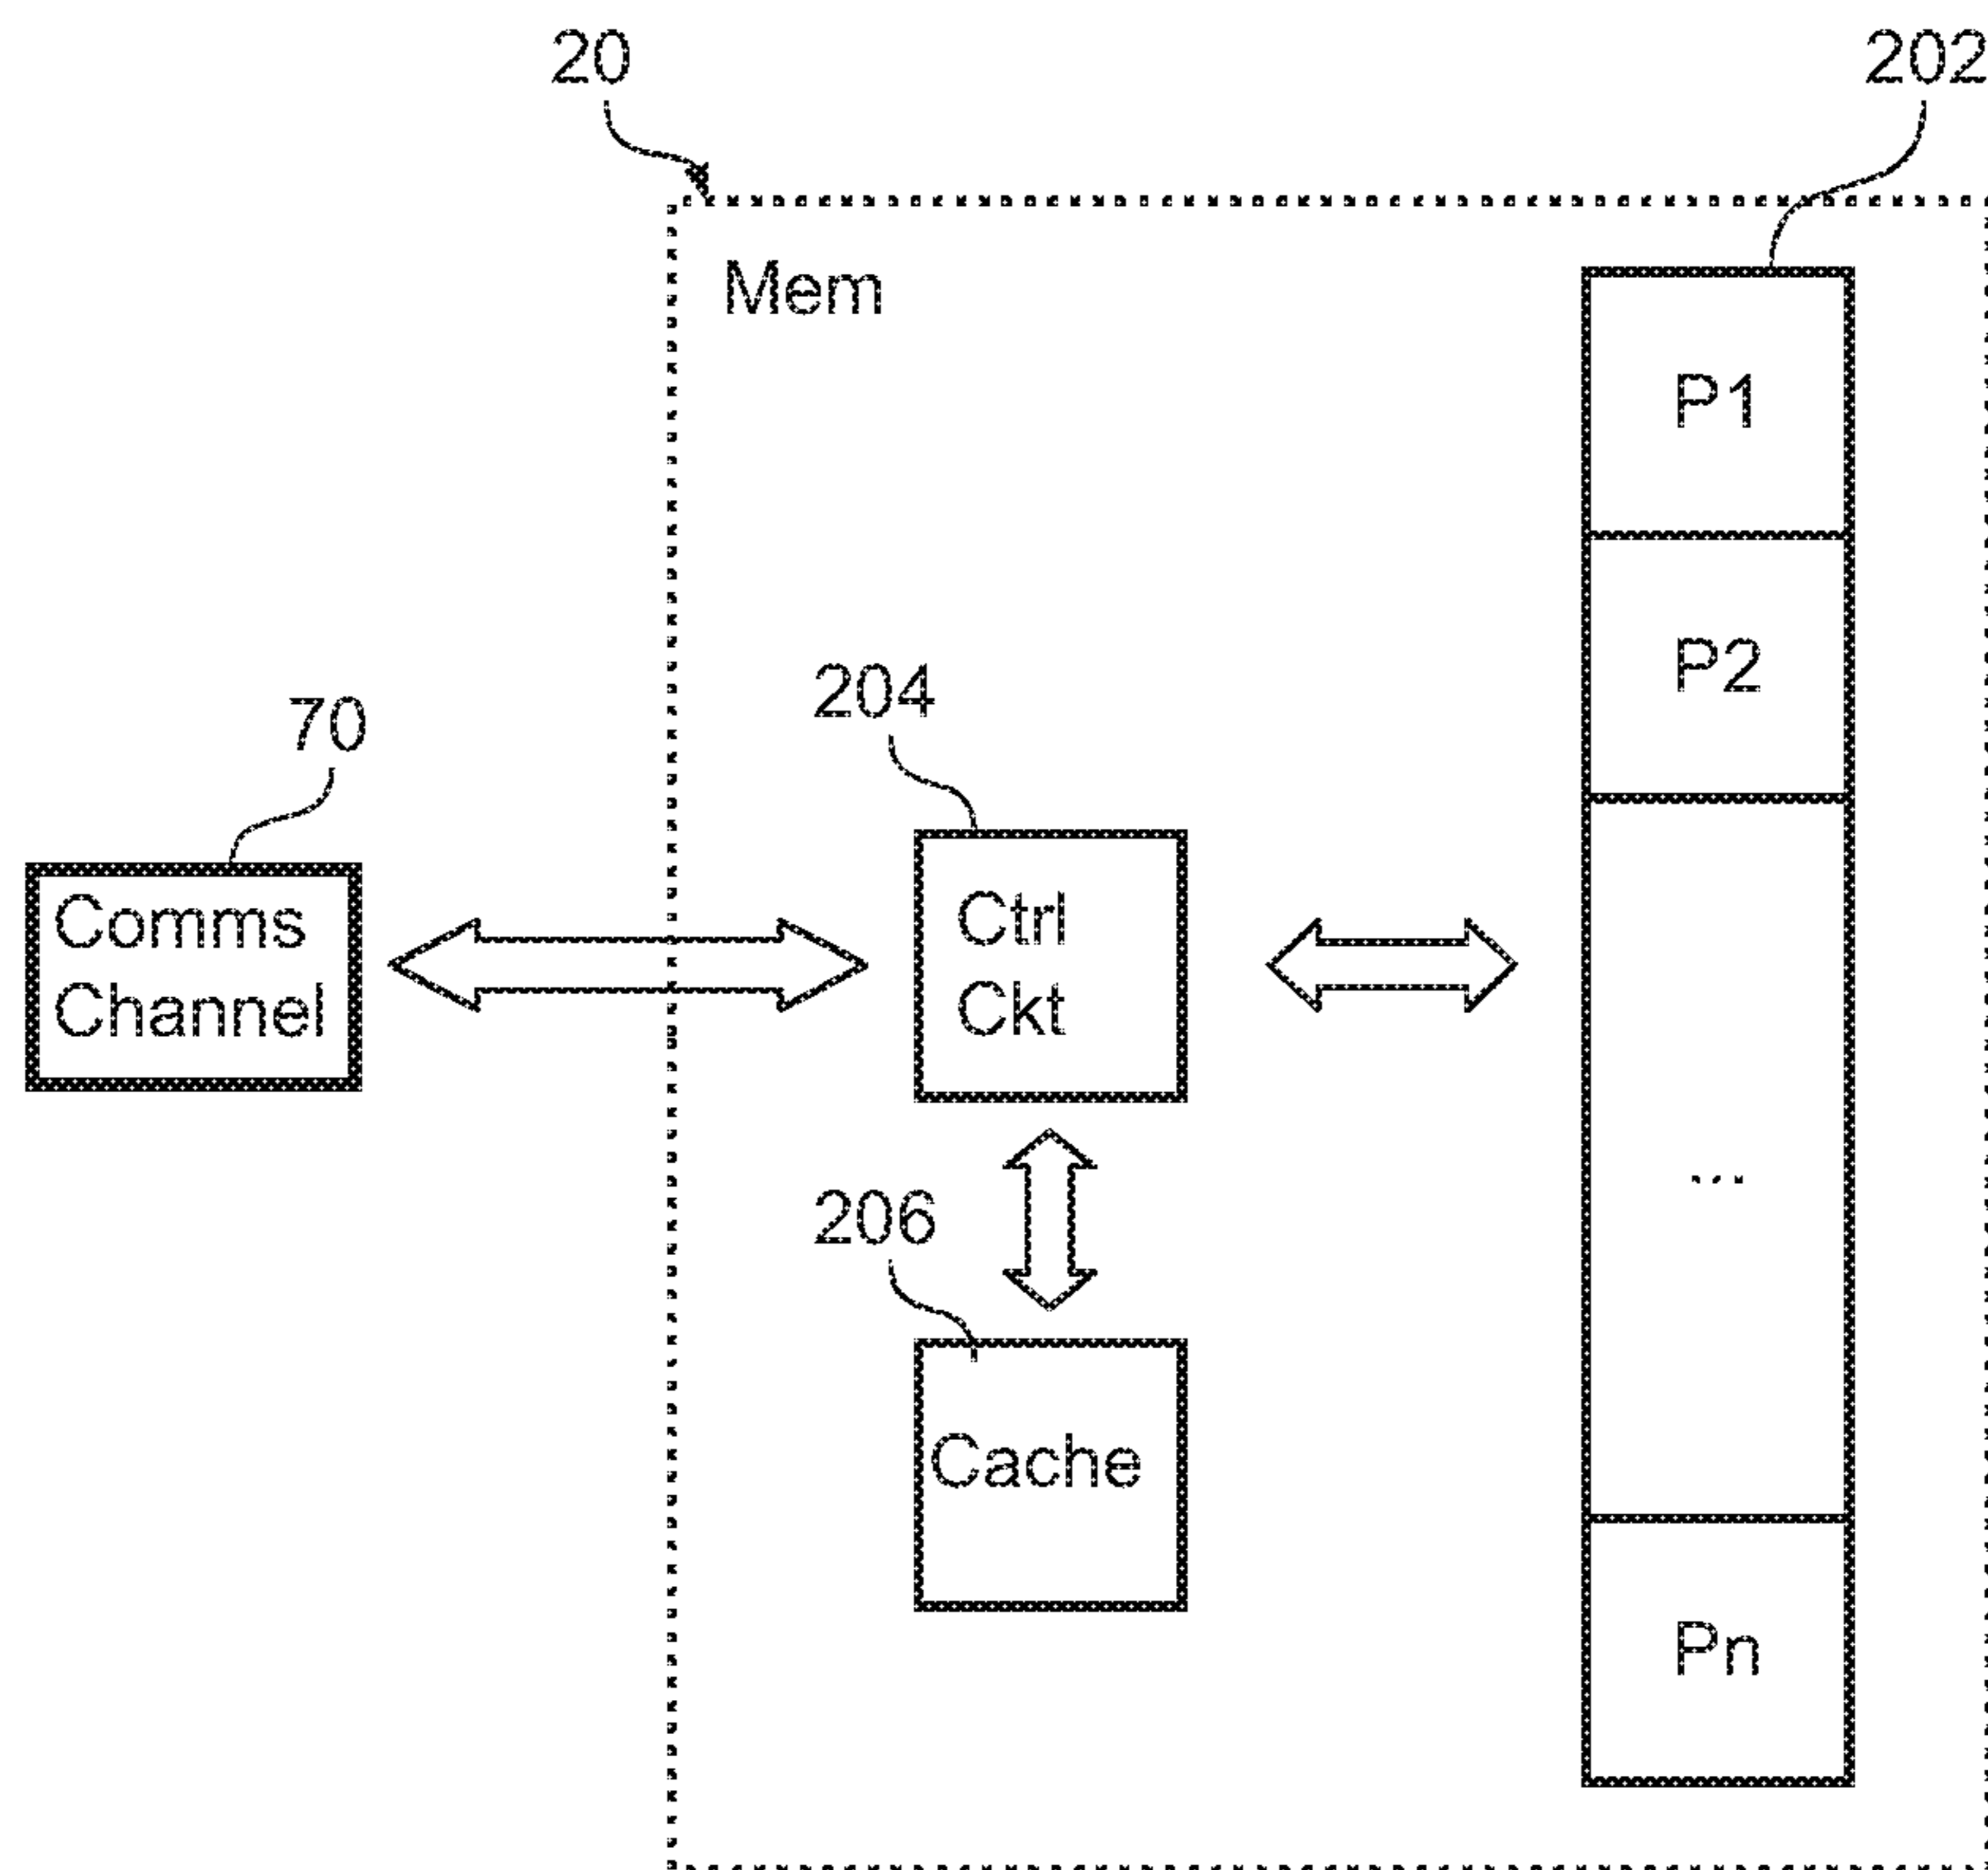 20
202
Mem
P1
P2
204
70
Comms
Channel
Ctrl
Ckt
...
206
Cache
Pn